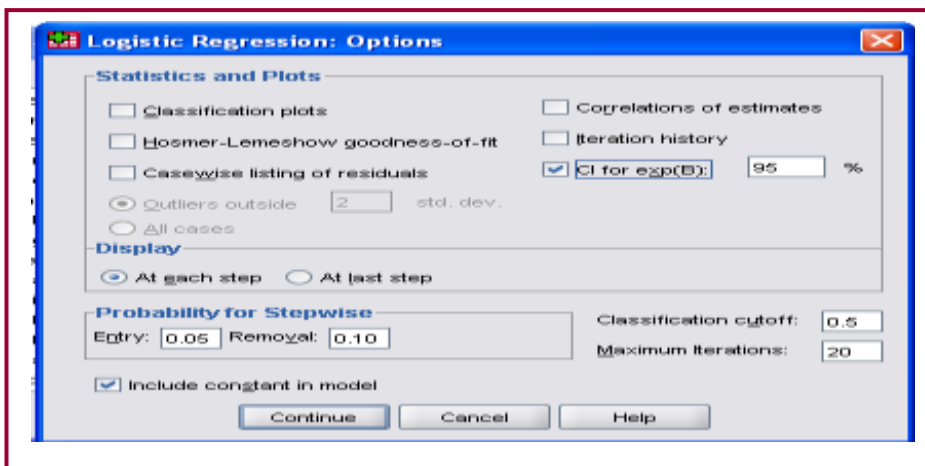 Logistic Regression: Options
Statistics and Plots
Classification plots
Correlations of estimates
Hosmer-Lemeshow goodness-of-fit
Iteration history
Casewise listing of residuals
CI for exp(B): 95 %
Outliers outside 2 std. dev.
All cases
Display
At each step At last step
Probability for Stepwise
Entry: 0.05 Removal: 0.10
Classification cutoff: 0.5
Maximum Iterations: 20
Include constant in model
Continue Cancel Help